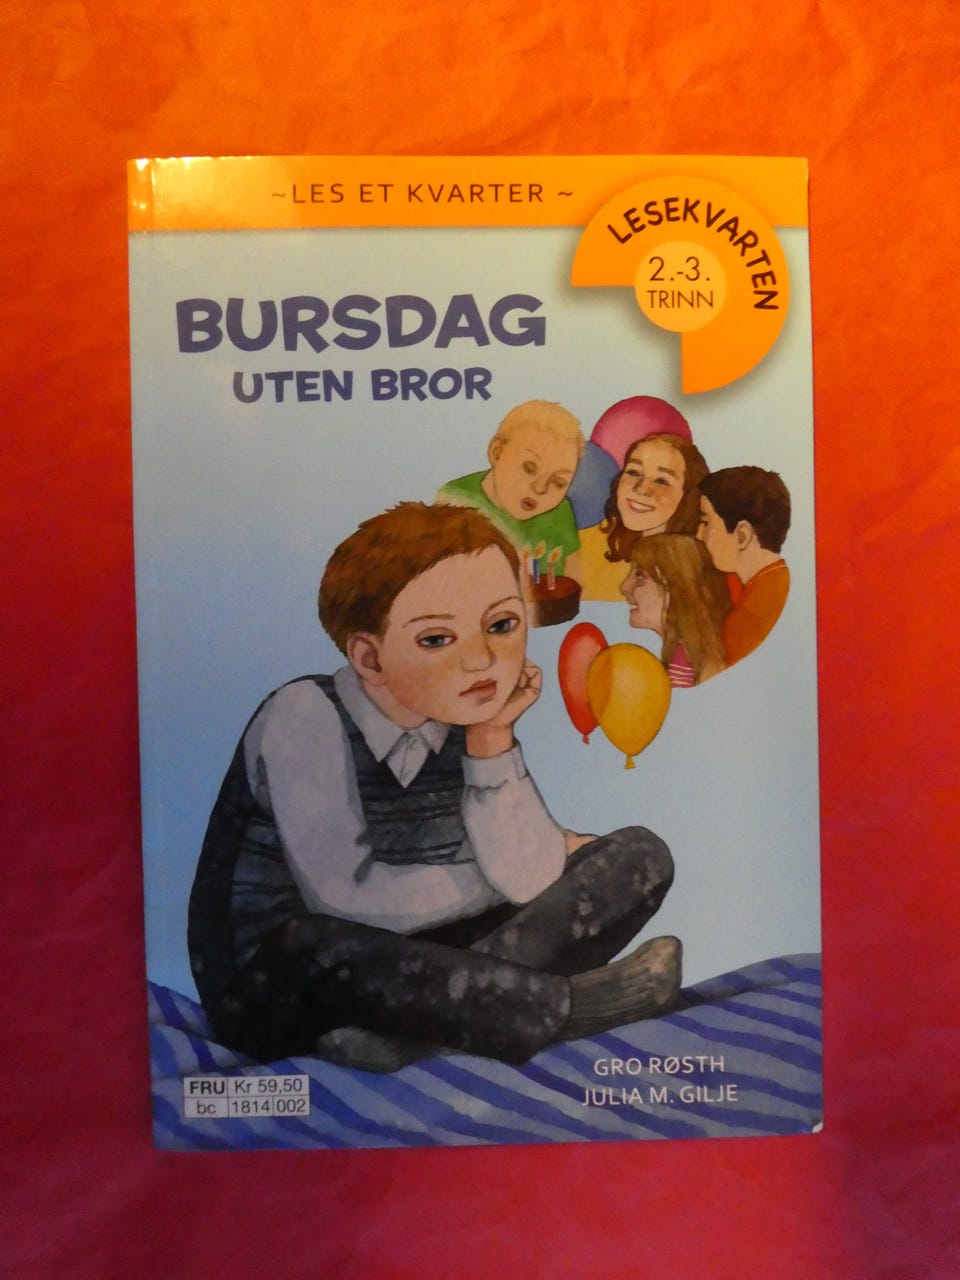 ~LES ET KVARTER ~
LESEKVARTEN
2.-3.
TRINN
BURSDAG
UTEN BROR
GRO RØSTH
JULIA M. GILJE
FRU Kr 59,50
bc 1814 002